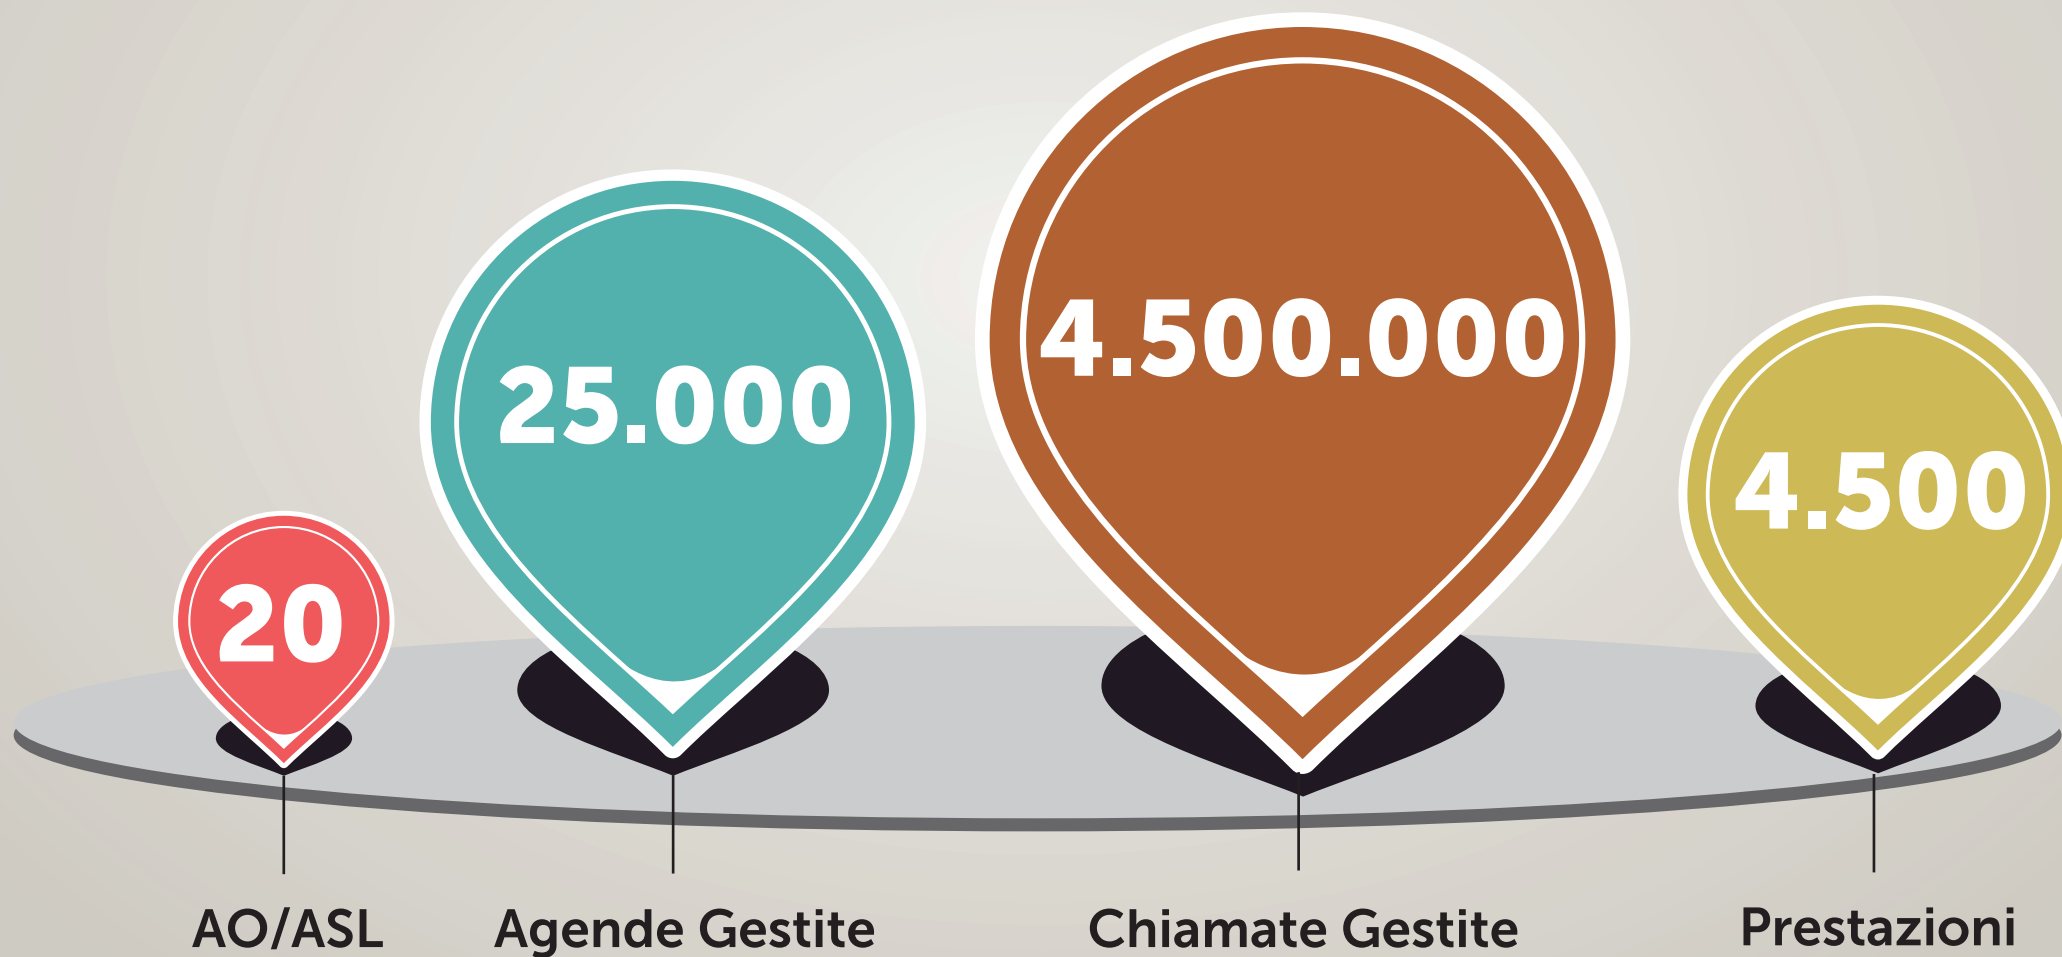 20
25.000
4.500.000
4.500
AO/ASL
Agende Gestite
Chiamate Gestite
Prestazioni